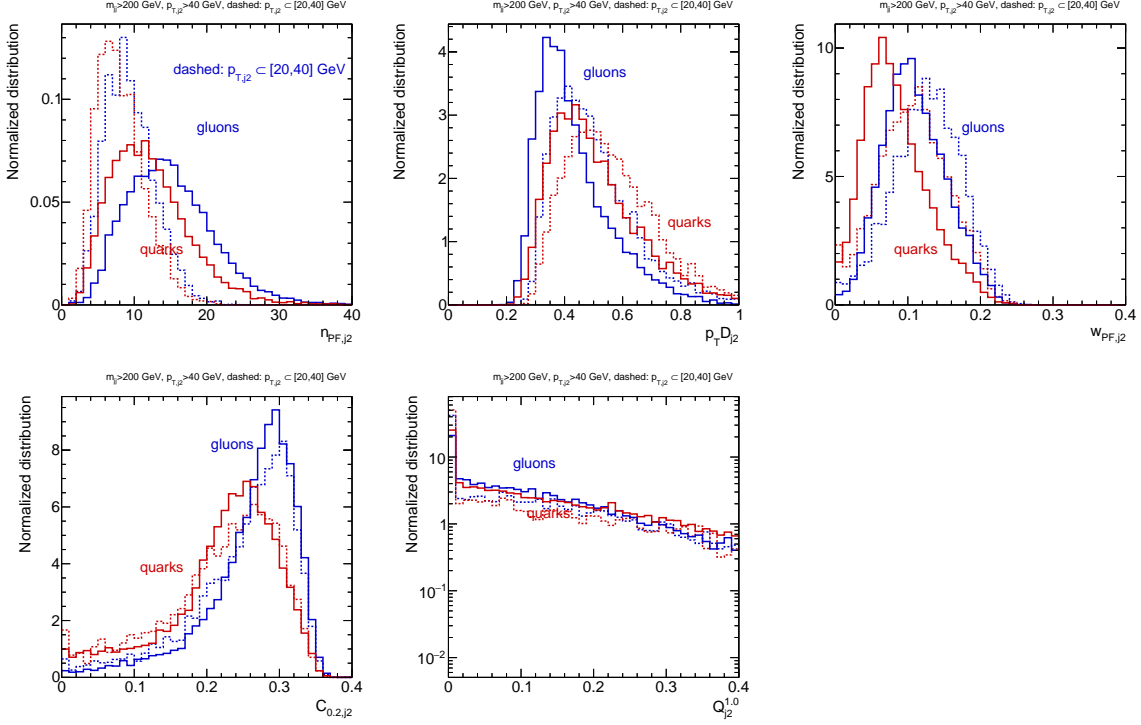 m_jj>200 GeV, p_T,j2>40 GeV, dashed: p_T,j2 ⊂ [20,40] GeV
Normalized distribution
dashed: p_T,j2 ⊂ [20,40] GeV
gluons
quarks
0.1
0.05
0
0 10 20 30 40
n_PF,j2
m_jj>200 GeV, p_T,j2>40 GeV, dashed: p_T,j2 ⊂ [20,40] GeV
Normalized distribution
gluons
quarks
4
3
2
1
0
0 0.2 0.4 0.6 0.8 1
p_T D_j2
m_jj>200 GeV, p_T,j2>40 GeV, dashed: p_T,j2 ⊂ [20,40] GeV
Normalized distribution
gluons
quarks
10
5
0
0 0.1 0.2 0.3 0.4
w_PF,j2
m_jj>200 GeV, p_T,j2>40 GeV, dashed: p_T,j2 ⊂ [20,40] GeV
Normalized distribution
gluons
quarks
8
6
4
2
0
0 0.1 0.2 0.3 0.4
C_0.2,j2
m_jj>200 GeV, p_T,j2>40 GeV, dashed: p_T,j2 ⊂ [20,40] GeV
Normalized distribution
gluons
quarks
10
1
10^−1
10^−2
0 0.1 0.2 0.3 0.4
Q_j2^1.0